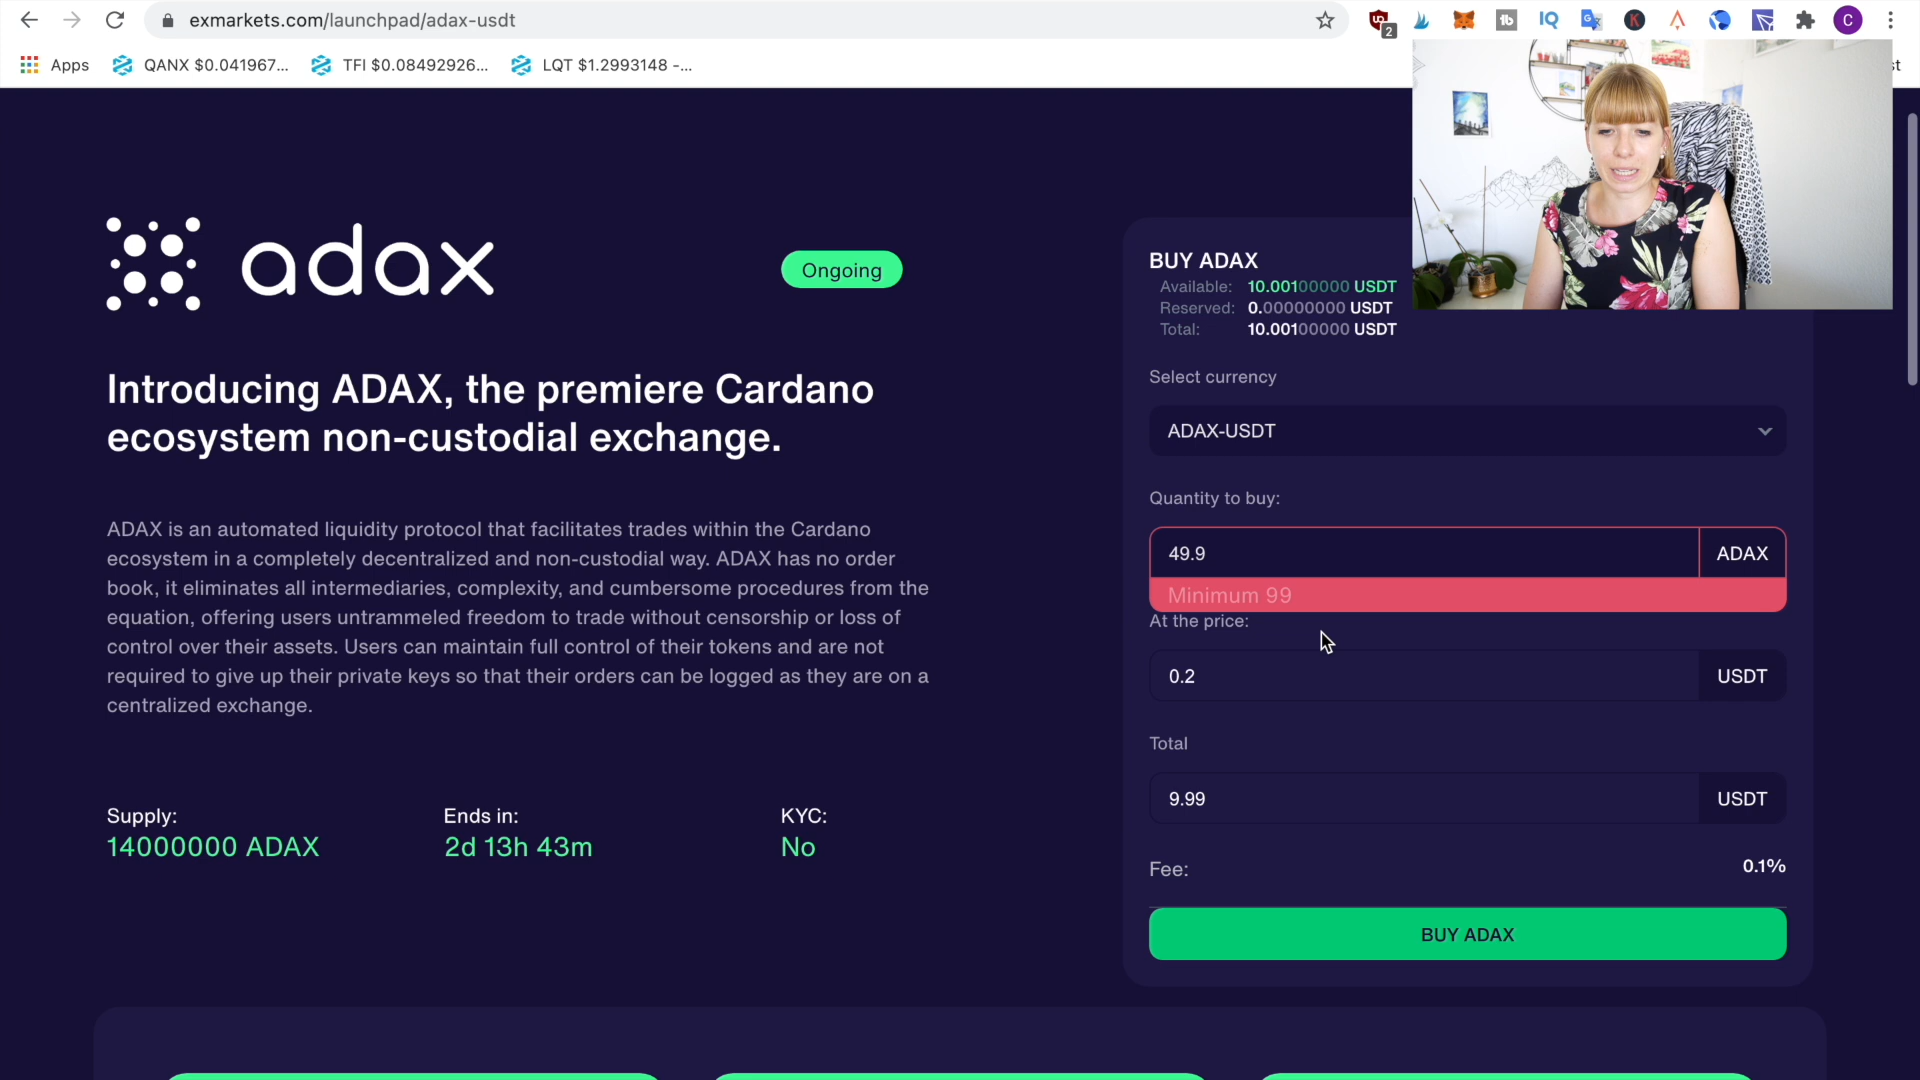 exmarkets.com/launchpad/adax-usdt
2
C
Apps
QANX $0.041967...
TFI $0.08492926...
LQT $1.2993148 -...
st
adax
Ongoing
Introducing ADAX, the premiere Cardano
ecosystem non-custodial exchange.
ADAX is an automated liquidity protocol that facilitates trades within the Cardano
ecosystem in a completely decentralized and non-custodial way. ADAX has no order
book, it eliminates all intermediaries, complexity, and cumbersome procedures from the
equation, offering users untrammeled freedom to trade without censorship or loss of
control over their assets. Users can maintain full control of their tokens and are not
required to give up their private keys so that their orders can be logged as they are on a
centralized exchange.
Supply:
14000000 ADAX
Ends in:
2d 13h 43m
KYC:
No
BUY ADAX
Available: 10.00100000 USDT
Reserved: 0.00000000 USDT
Total: 10.00100000 USDT
Select currency
ADAX-USDT
Quantity to buy:
49.9 ADAX
Minimum 99
At the price:
0.2 USDT
Total
9.99 USDT
Fee: 0.1%
BUY ADAX